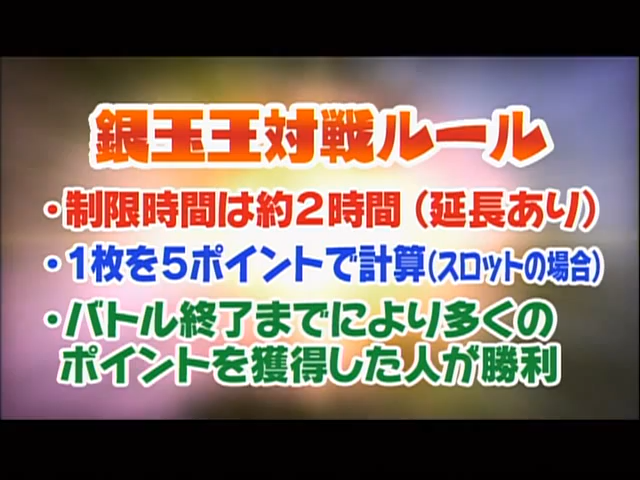 銀玉王対戦ルール
・制限時間は約2時間(延長あり)
・1枚を5ポイントで計算(スロットの場合)
・バトル終了までにより多くの
ポイントを獲得した人が勝利